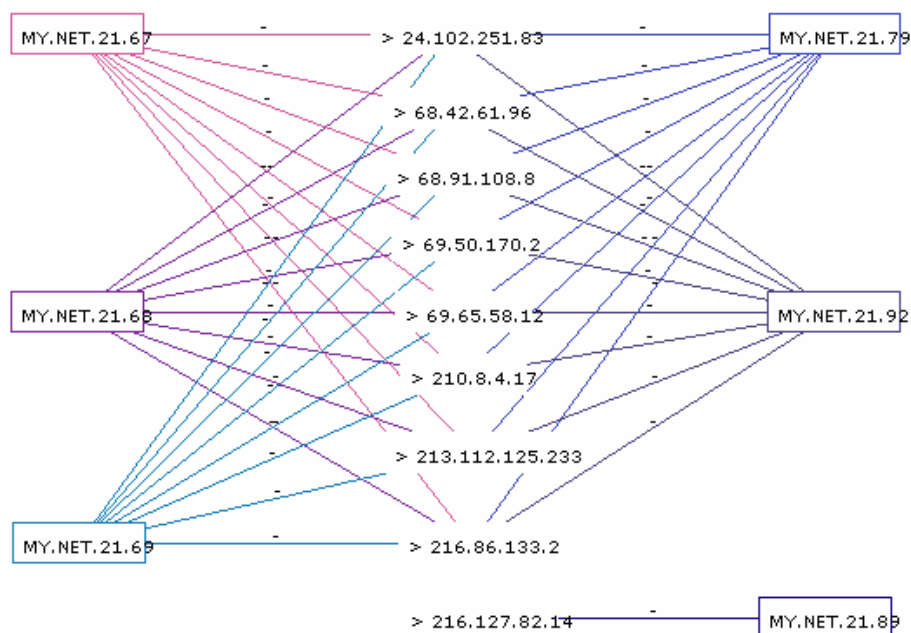 MY.NET.21.67 > 24.102.251.83 MY.NET.21.79
> 68.42.61.96
> 68.91.108.8
> 69.50.170.2
MY.NET.21.68 > 69.65.58.12 MY.NET.21.92
> 210.8.4.17
> 213.112.125.233
MY.NET.21.69 > 216.86.133.2
> 216.127.82.14 MY.NET.21.89